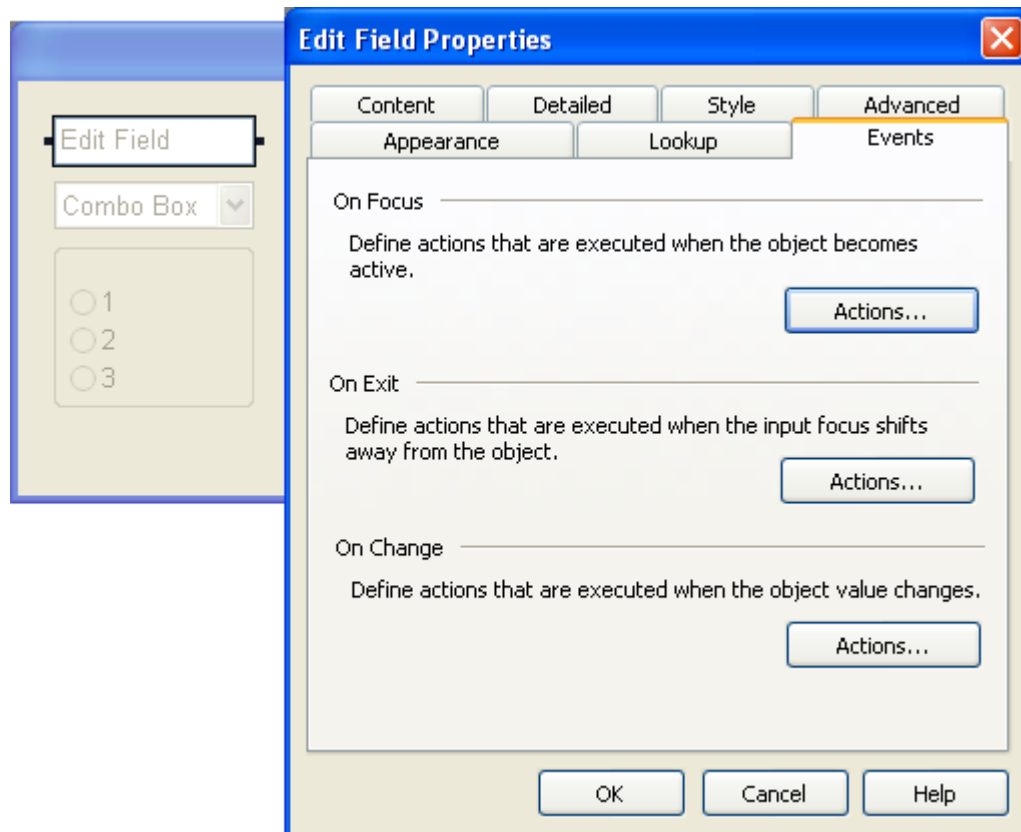 Edit Field
Combo Box
1
2
3
Edit Field Properties
Content Detailed Style Advanced
Appearance Lookup Events
On Focus
Define actions that are executed when the object becomes
active.
Actions...
On Exit
Define actions that are executed when the input focus shifts
away from the object.
Actions...
On Change
Define actions that are executed when the object value changes.
Actions...
OK Cancel Help